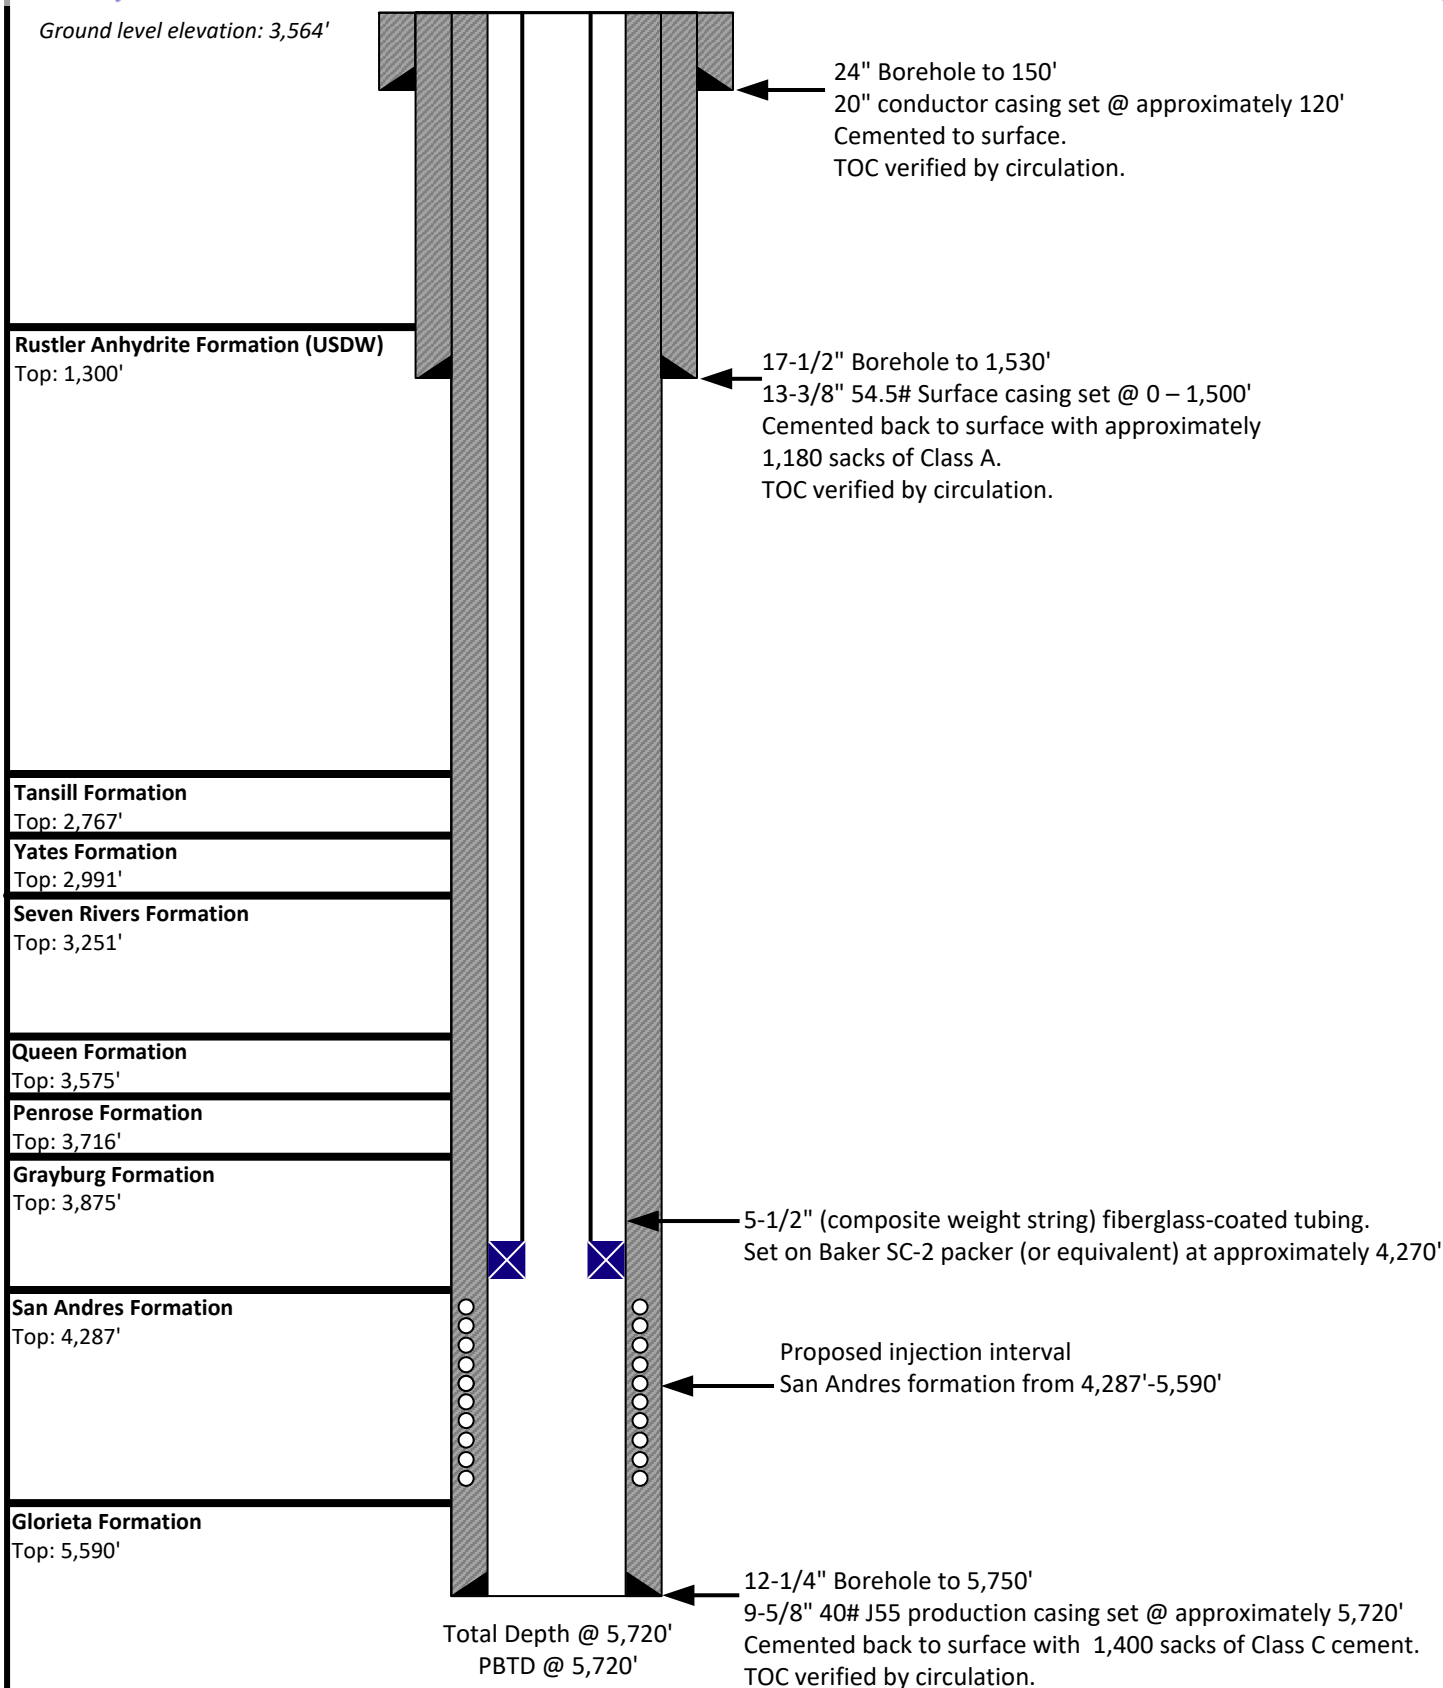 Ground level elevation: 3,564'
24" Borehole to 150'
20" conductor casing set @ approximately 120'
Cemented to surface.
TOC verified by circulation.
Rustler Anhydrite Formation (USDW)
Top: 1,300'
17-1/2" Borehole to 1,530'
13-3/8" 54.5# Surface casing set @ 0 – 1,500'
Cemented back to surface with approximately
1,180 sacks of Class A.
TOC verified by circulation.
Tansill Formation
Top: 2,767'
Yates Formation
Top: 2,991'
Seven Rivers Formation
Top: 3,251'
Queen Formation
Top: 3,575'
Penrose Formation
Top: 3,716'
Grayburg Formation
Top: 3,875'
5-1/2" (composite weight string) fiberglass-coated tubing.
Set on Baker SC-2 packer (or equivalent) at approximately 4,270'
San Andres Formation
Top: 4,287'
Proposed injection interval
San Andres formation from 4,287'-5,590'
Glorieta Formation
Top: 5,590'
12-1/4" Borehole to 5,750'
9-5/8" 40# J55 production casing set @ approximately 5,720'
Cemented back to surface with 1,400 sacks of Class C cement.
TOC verified by circulation.
Total Depth @ 5,720'
PBTD @ 5,720'